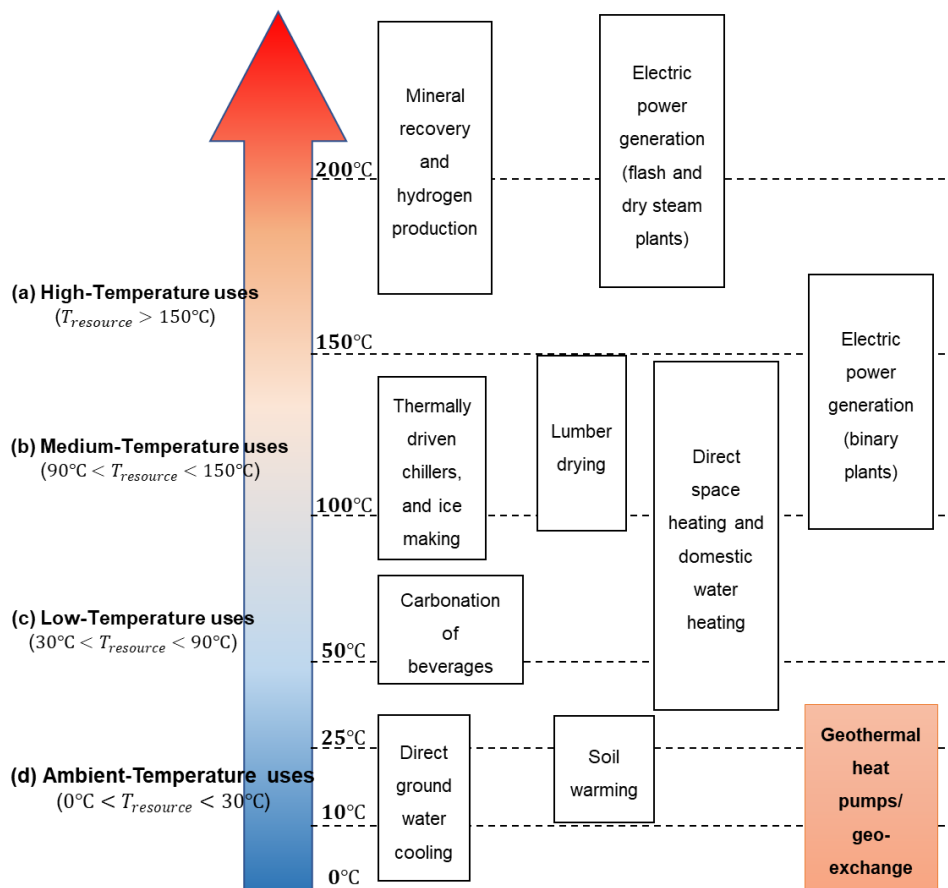 Mineral
recovery
and
hydrogen
production
Electric
power
generation
(flash and
dry steam
plants)
200°C
(a) High-Temperature uses
(T_resource > 150°C)
150°C
Electric
power
generation
(binary
plants)
Thermally
driven
chillers,
and ice
making
Lumber
drying
Direct
space
heating and
domestic
water
heating
(b) Medium-Temperature uses
(90°C < T_resource < 150°C)
100°C
Carbonation
of
beverages
(c) Low-Temperature uses
(30°C < T_resource < 90°C)
50°C
25°C
Direct
ground
water
cooling
Soil
warming
Geothermal
heat
pumps/
geo-
exchange
(d) Ambient-Temperature uses
(0°C < T_resource < 30°C)
10°C
0°C